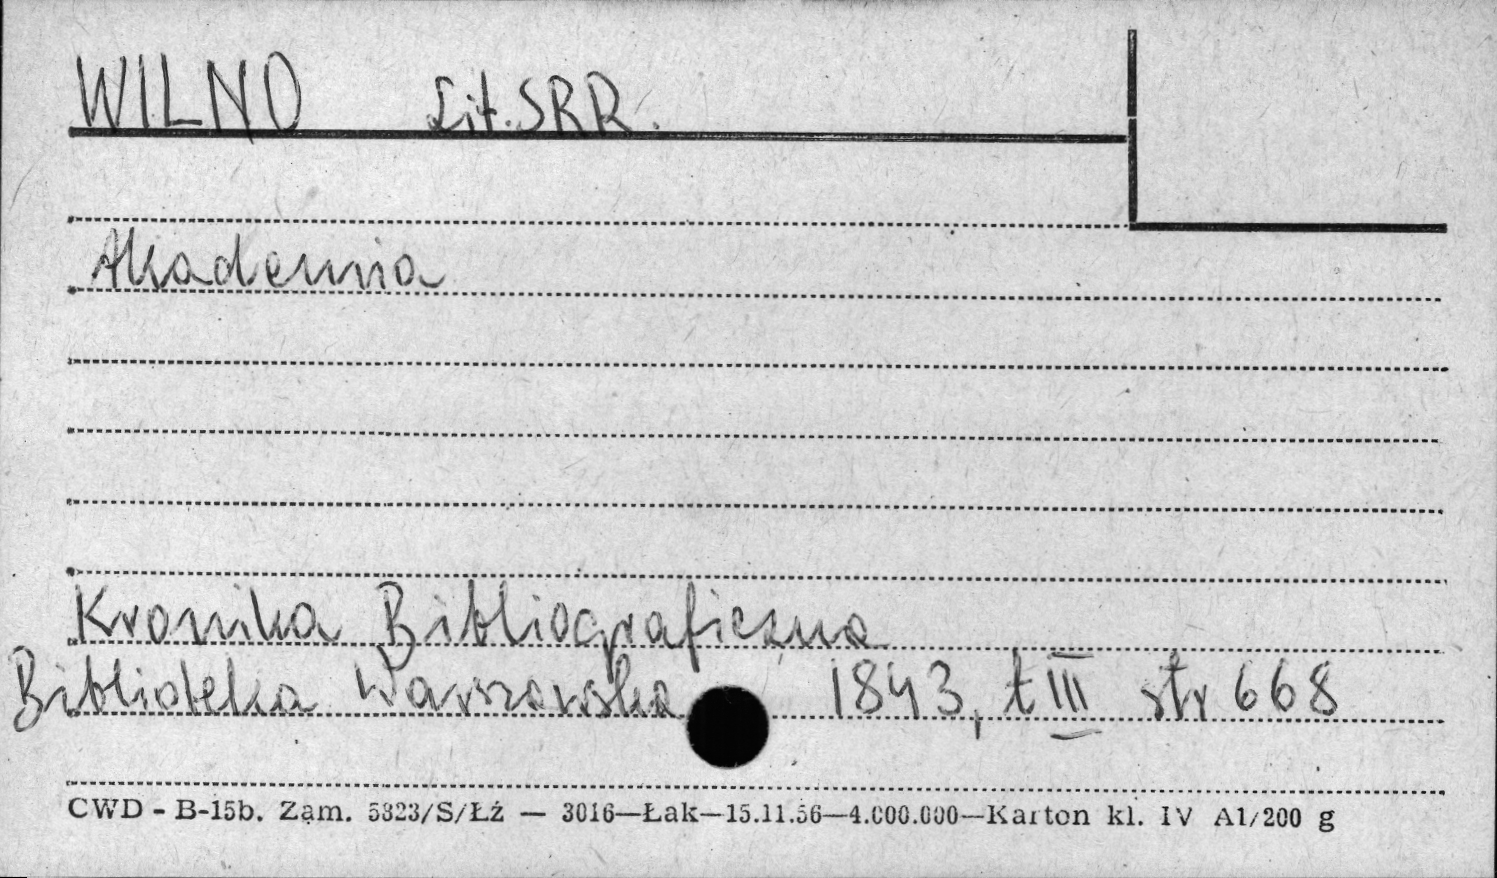 WILNO Lit. SRR.
Akademia
Kronika Bibliograficzna
Biblioteka Warszawska 1843, t III str 668
CWD - B-15b. Zam. 5323/S/Łź — 3016—Łak—15.11.56—4.000.000—Karton kl. IV A1/200 g